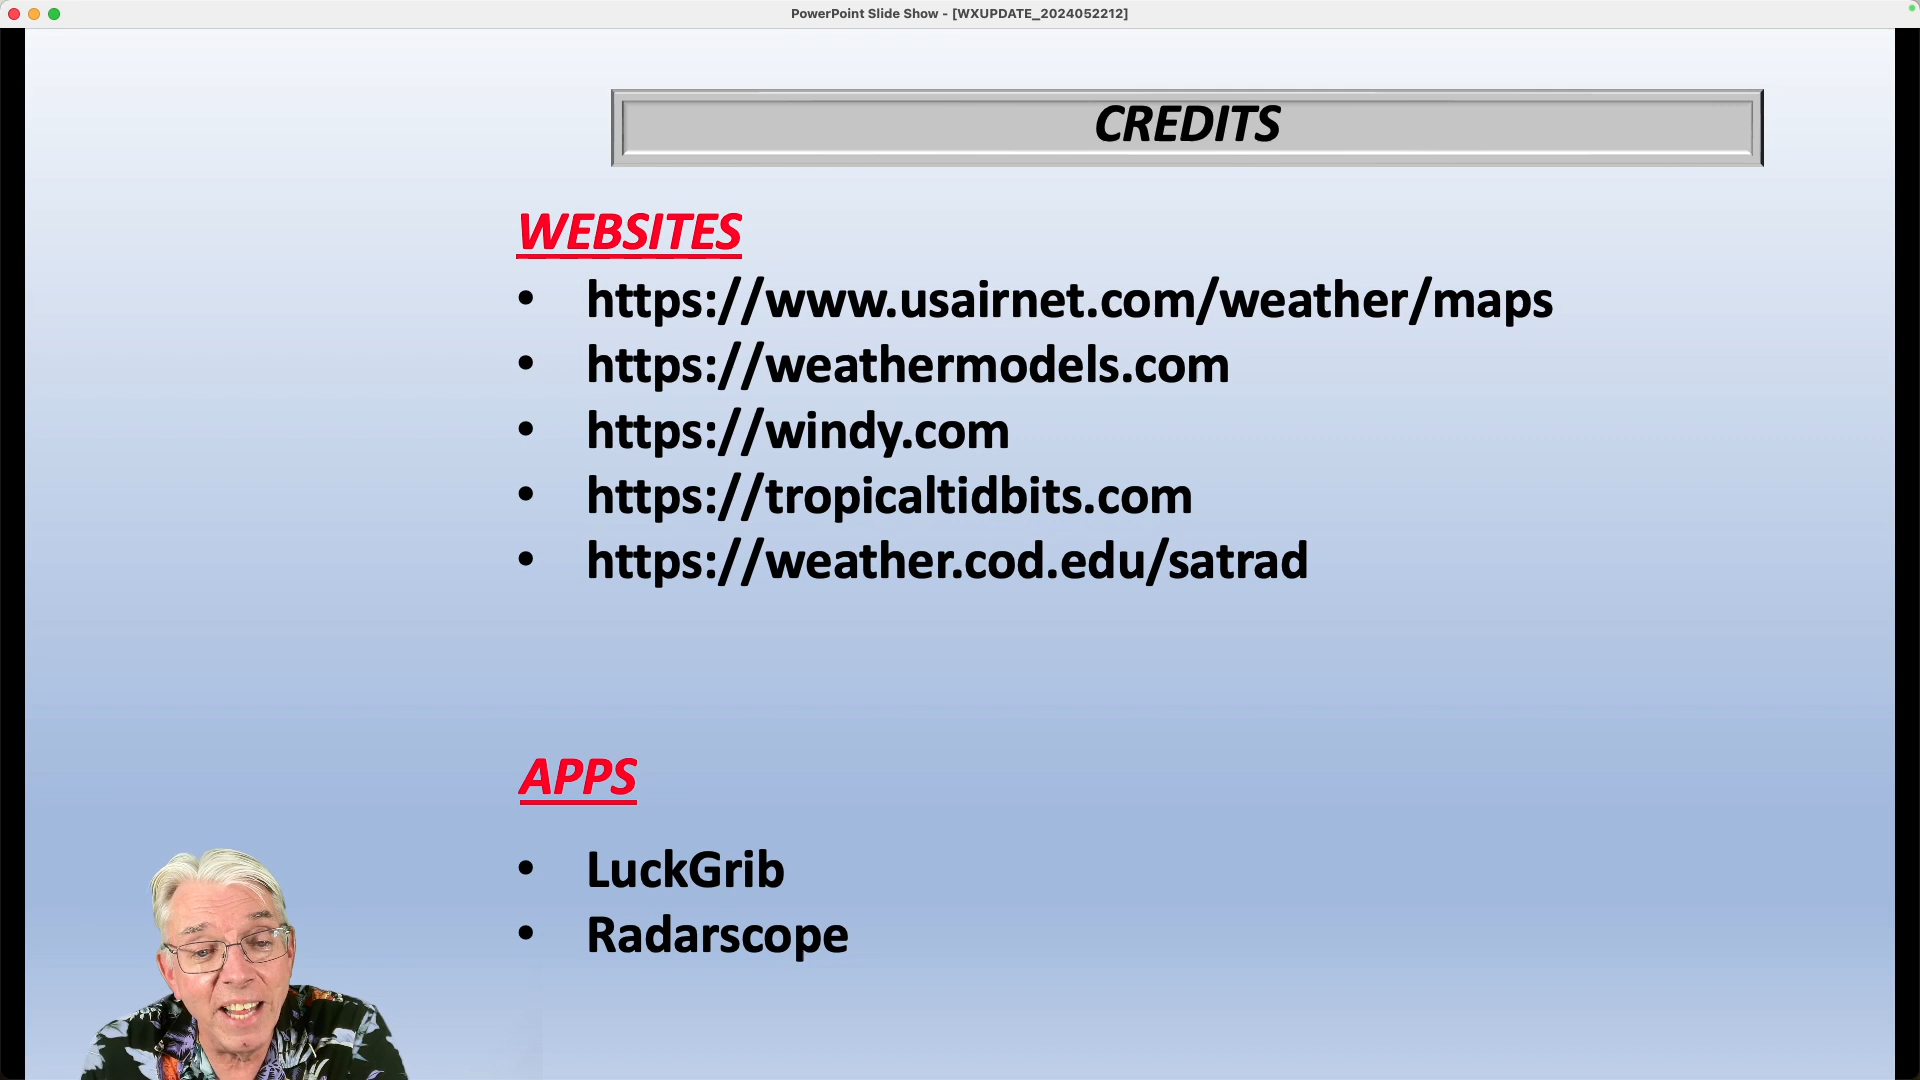 PowerPoint Slide Show - [WXUPDATE_2024052212]
CREDITS
WEBSITES
• https://www.usairnet.com/weather/maps
• https://weathermodels.com
• https://windy.com
• https://tropicaltidbits.com
• https://weather.cod.edu/satrad
APPS
• LuckGrib
• Radarscope